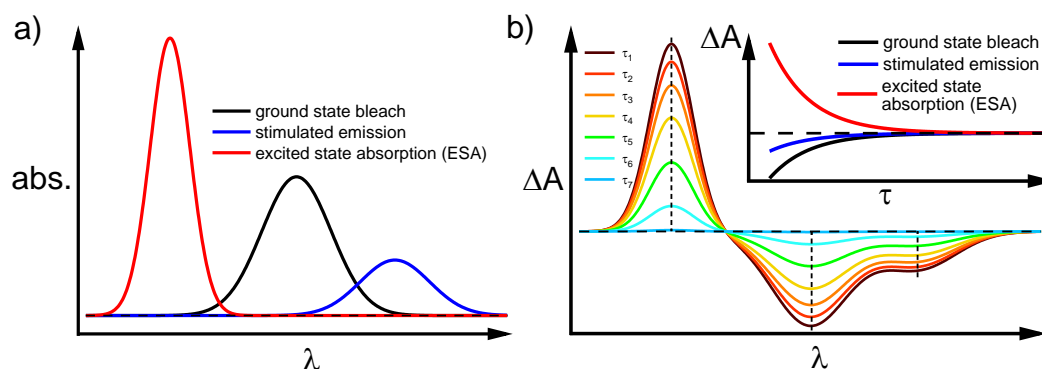 a)
abs.
ground state bleach
stimulated emission
excited state absorption (ESA)
λ
b)
ΔA
τ1
τ2
τ3
τ4
τ5
τ6
τ7
λ
ΔA
ground state bleach
stimulated emission
excited state
absorption (ESA)
τ